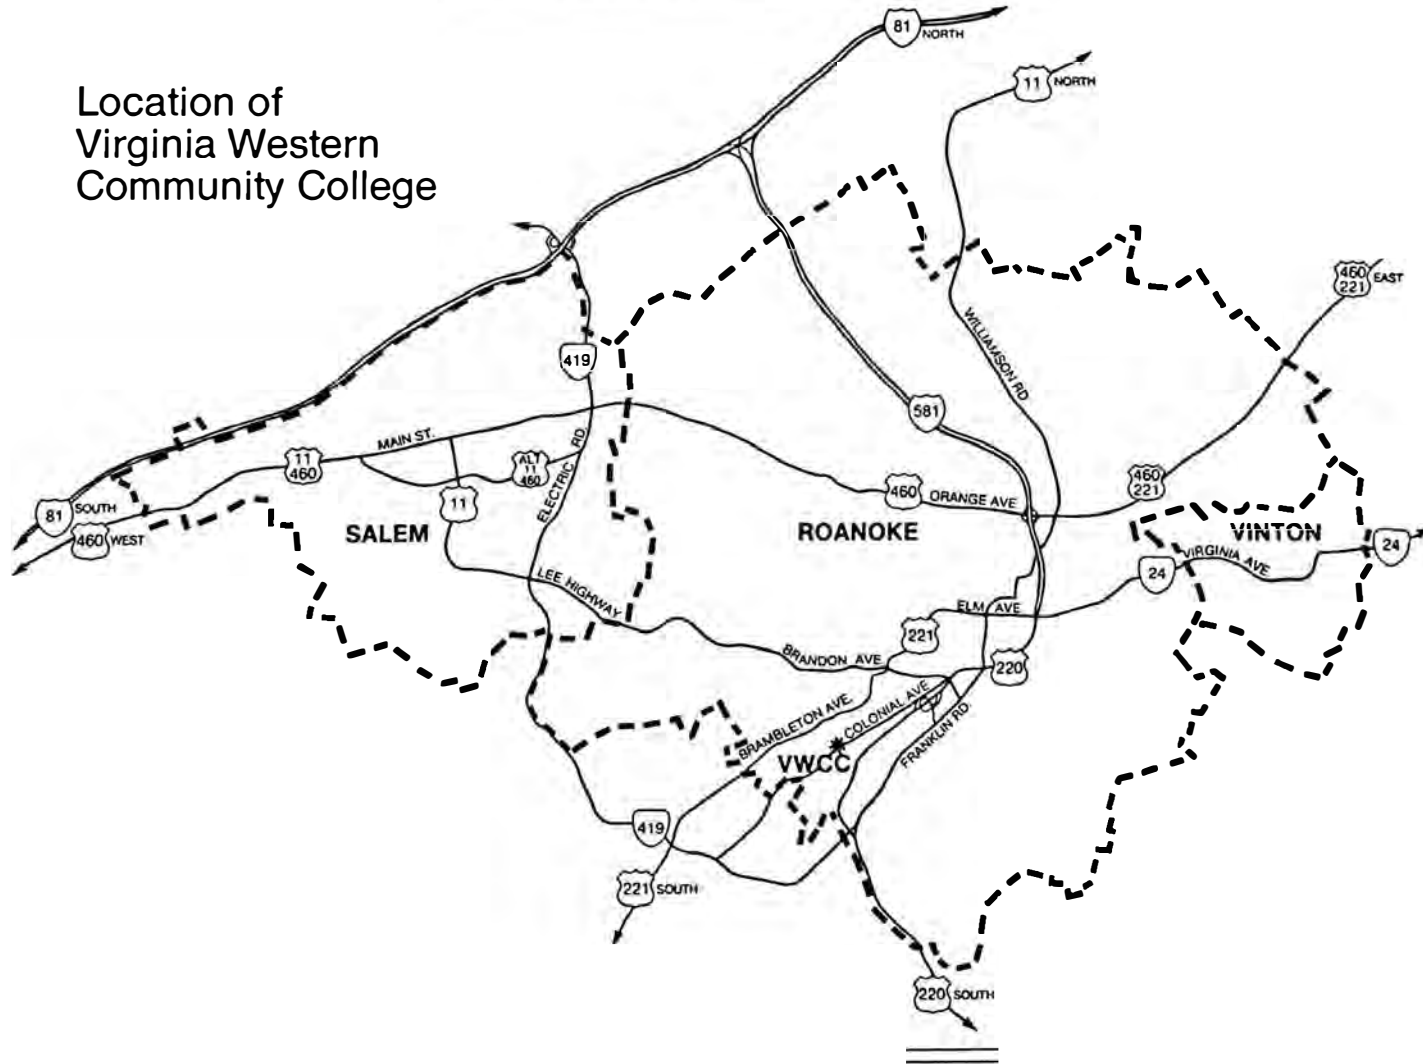 81
NORTH
11
NORTH
Location of
Virginia Western
Community College
460
221
EAST
WILLIAMSON RD.
419
581
MAIN ST.
11
460
ALT
11
460
ELECTRIC RD.
460
221
460
ORANGE AVE.
11
81
SOUTH
460
WEST
SALEM
ROANOKE
VINTON
24
VIRGINIA AVE.
24
LEE HIGHWAY
ELM AVE.
221
BRANDON AVE.
220
COLONIAL AVE.
BRAMBLETON AVE.
FRANKLIN RD.
VWCC
419
221
SOUTH
220
SOUTH